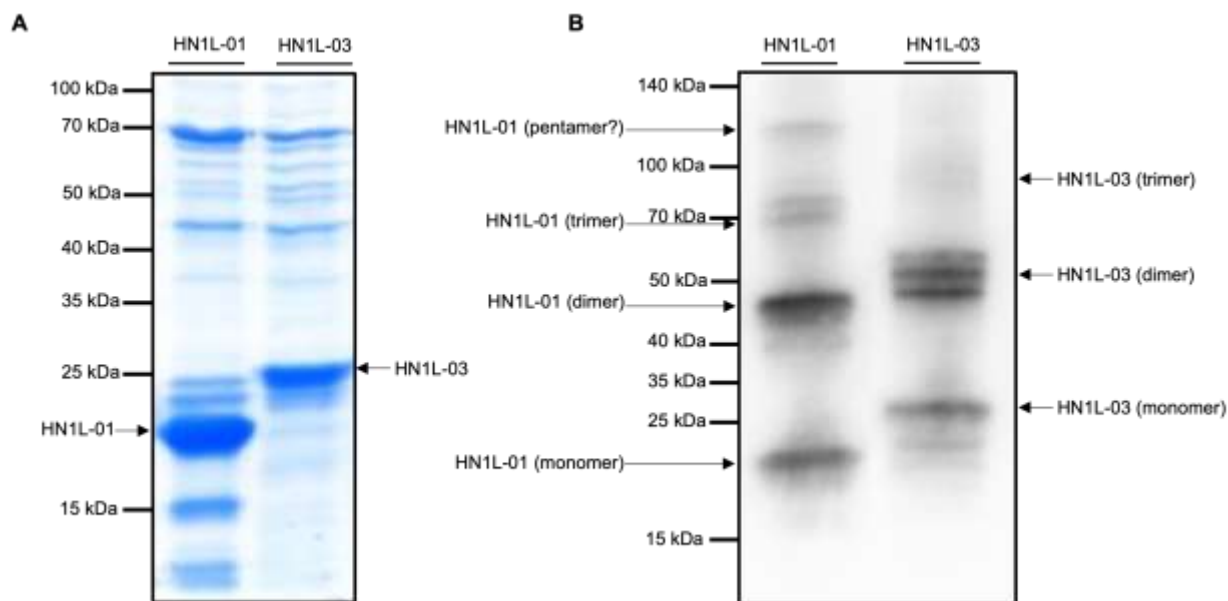 A
HN1L-01 HN1L-03
100 kDa
70 kDa
50 kDa
40 kDa
35 kDa
25 kDa
HN1L-03
HN1L-01
15 kDa
B
HN1L-01 HN1L-03
140 kDa
HN1L-01 (pentamer?)
100 kDa
HN1L-03 (trimer)
HN1L-01 (trimer)
70 kDa
50 kDa
HN1L-03 (dimer)
HN1L-01 (dimer)
40 kDa
35 kDa
HN1L-03 (monomer)
25 kDa
HN1L-01 (monomer)
15 kDa